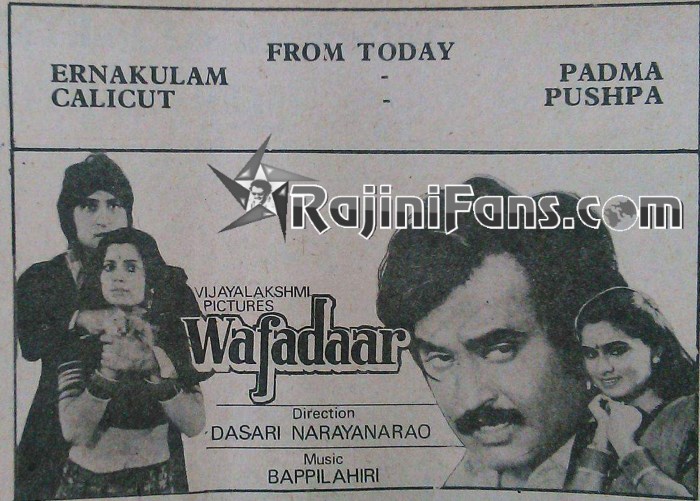 FROM TODAY
ERNAKULAM - PADMA
CALICUT - PUSHPA
RajiniFans.com
VIJAYALAKSHMI
PICTURES
Wafadaar
Direction
DASARI NARAYANARAO
Music
BAPPILAHIRI